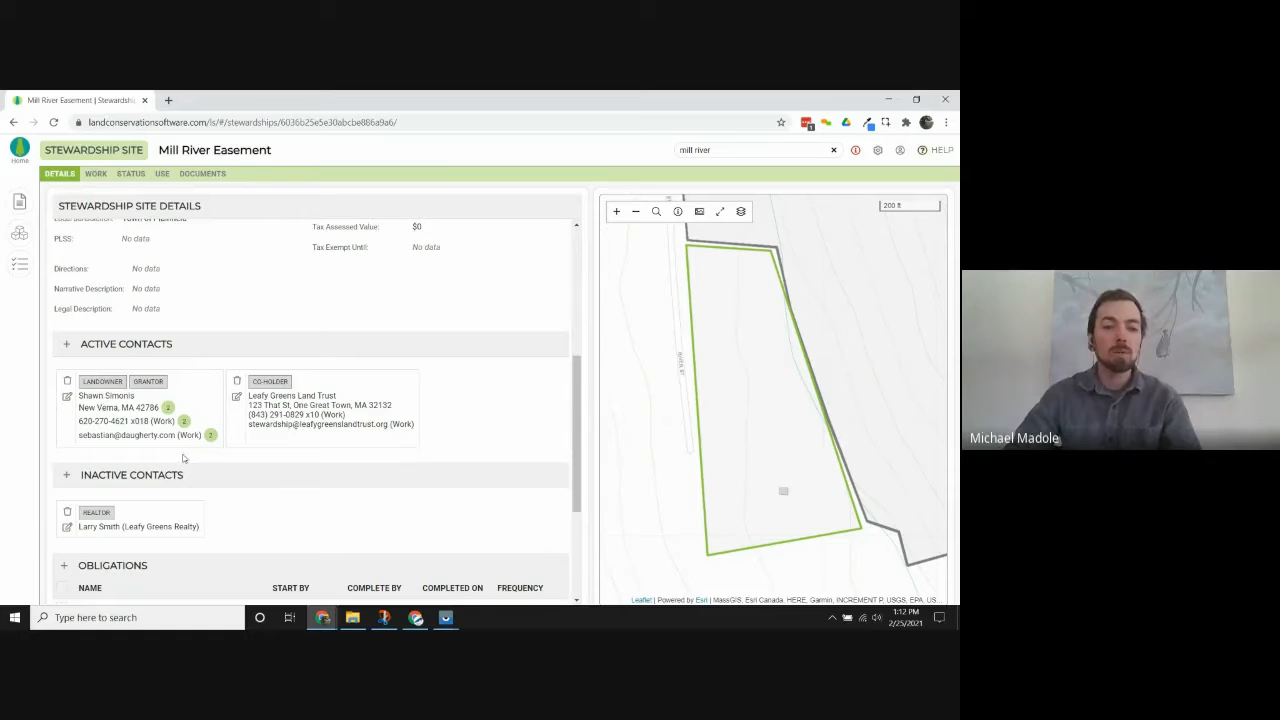 Mill River Easement | Stewardship
landconservationsoftware.com/ls/#/stewardships/6036b25e5e30abcbe886a9a6/
1
Home
STEWARDSHIP SITE
Mill River Easement
mill river
HELP
DETAILS
WORK
STATUS
USE
DOCUMENTS
STEWARDSHIP SITE DETAILS
Tax Assessed Value: $0
PLSS: No data
Tax Exempt Until: No data
Directions: No data
Narrative Description: No data
Legal Description: No data
+ ACTIVE CONTACTS
LANDOWNER GRANTOR
Shawn Simonis
New Verna, MA 42786 2
620-270-4621 x018 (Work) 2
sebastian@daugherty.com (Work) 2
CO-HOLDER
Leafy Greens Land Trust
123 That St, One Great Town, MA 32132
(843) 291-0829 x10 (Work)
stewardship@leafygreenslandtrust.org (Work)
+ INACTIVE CONTACTS
REALTOR
Larry Smith (Leafy Greens Realty)
+ OBLIGATIONS
NAME START BY COMPLETE BY COMPLETED ON FREQUENCY
200 ft
Leaflet | Powered by Esri | MassGIS, Esri Canada, HERE, Garmin, INCREMENT P, USGS, EPA, US...
Type here to search
1:12 PM
2/25/2021
Michael Madole